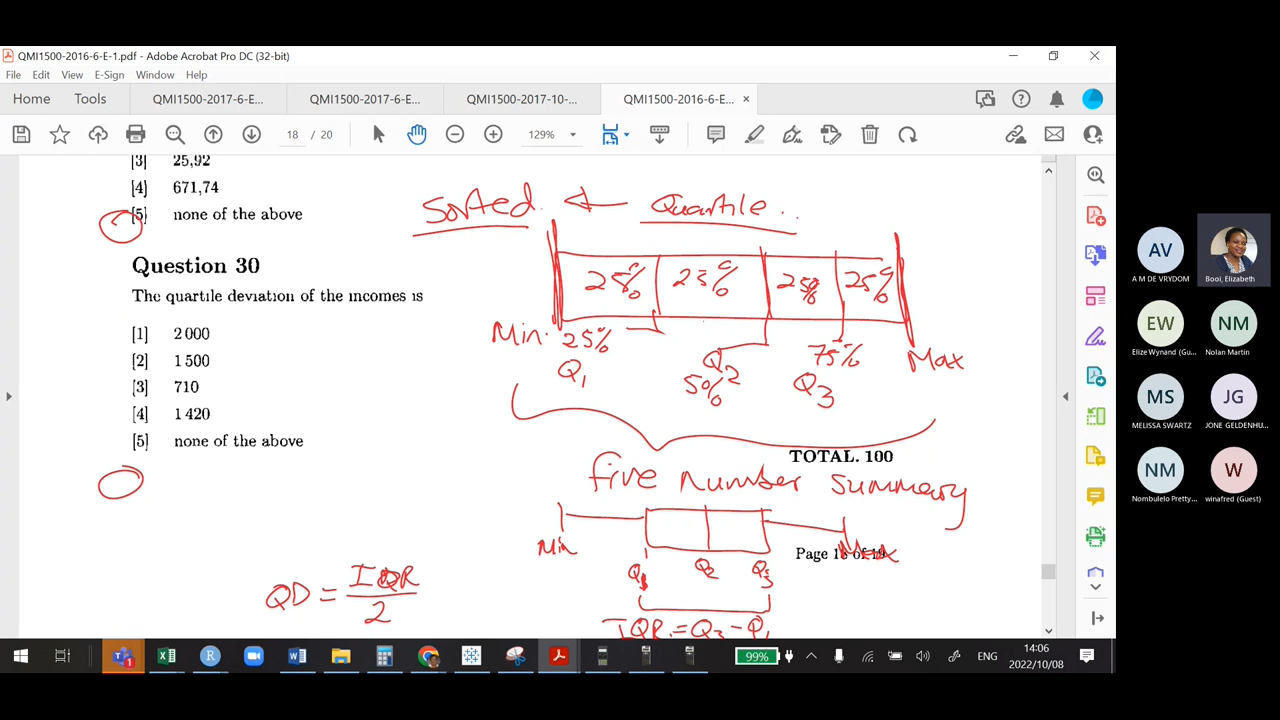 QMI1500-2016-6-E-1.pdf - Adobe Acrobat Pro DC (32-bit)
File Edit View E-Sign Window Help
Home Tools QMI1500-2017-6-E... QMI1500-2017-6-E... QMI1500-2017-10-... QMI1500-2016-6-E... ×
18 / 20 129%
[3] 25,92
[4] 671,74
[5] none of the above
Sorted. ← Quartile..
Question 30
The quartile deviation of the incomes is
[1] 2 000
[2] 1 500
[3] 710
[4] 1 420
[5] none of the above
25% 25% 25% 25%
Min. 25% Q1
Q2 5%
75% Q3
Max
TOTAL. 100
five number summary
Min Max
Page 18 of 19
Q1 Q2 Q3
QD = IQR / 2
IQR = Q3 - Q1
AV
A M DE VRYDOM
Booi, Elizabeth
EW
Elize Wynand (Gu...
NM
Nolan Martin
MS
MELISSA SWARTZ
JG
JONE GELDENHU...
NM
Nombulelo Pretty...
W
winafred (Guest)
99% ENG 14:06
2022/10/08